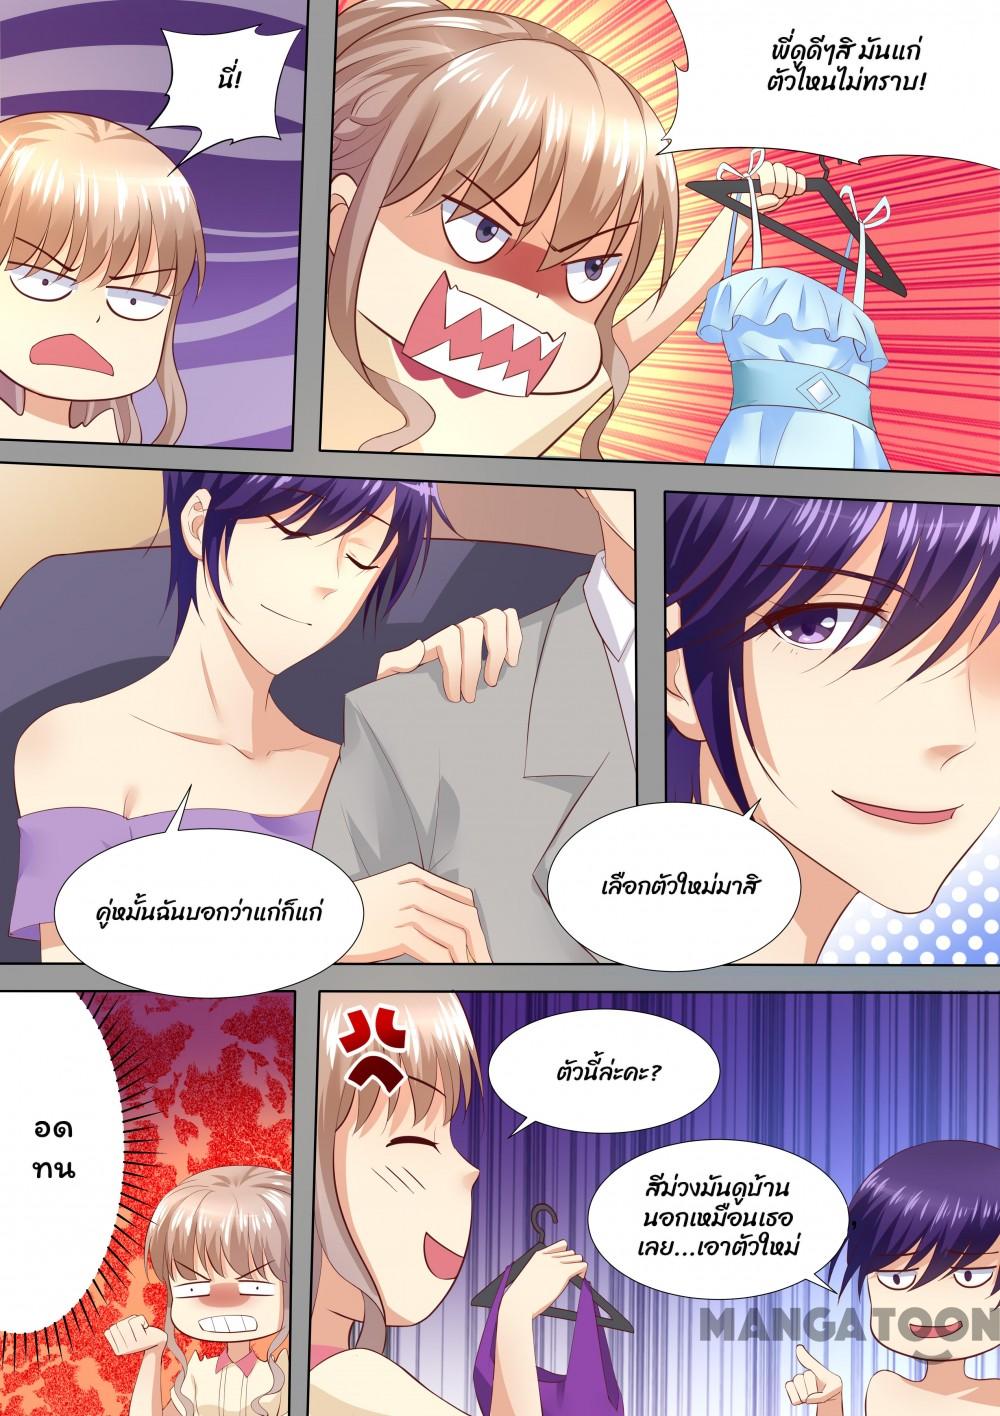 นี่!
พี่ดูดีๆสิ มันแก่
ตัวไหนไม่ทราบ!
คู่หมั้นฉันบอกว่าแก่ก็แก่
เลือกตัวใหม่มาสิ
อด
ทน
ตัวนี้ล่ะคะ?
สีม่วงมันดูบ้าน
นอกเหมือนเธอ
เลย...เอาตัวใหม่
MANGATOON